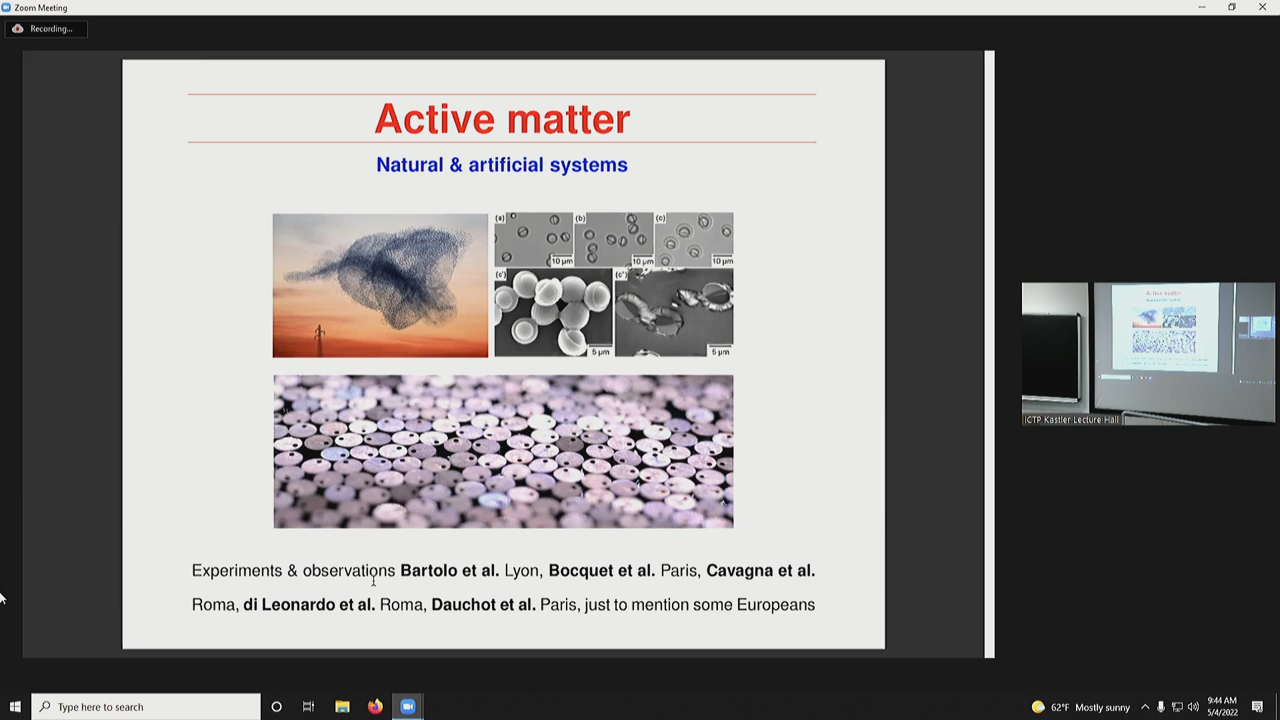 Zoom Meeting
Recording...
Active matter
Natural & artificial systems
(a)
(b)
(c)
10 μm
10 μm
10 μm
(c')
(c")
5 μm
5 μm
Experiments & observations Bartolo et al. Lyon, Bocquet et al. Paris, Cavagna et al.
Roma, di Leonardo et al. Roma, Dauchot et al. Paris, just to mention some Europeans
Active matter
ICTP Kastler Lecture Hall
Type here to search
62°F Mostly sunny
9:44 AM
5/4/2022